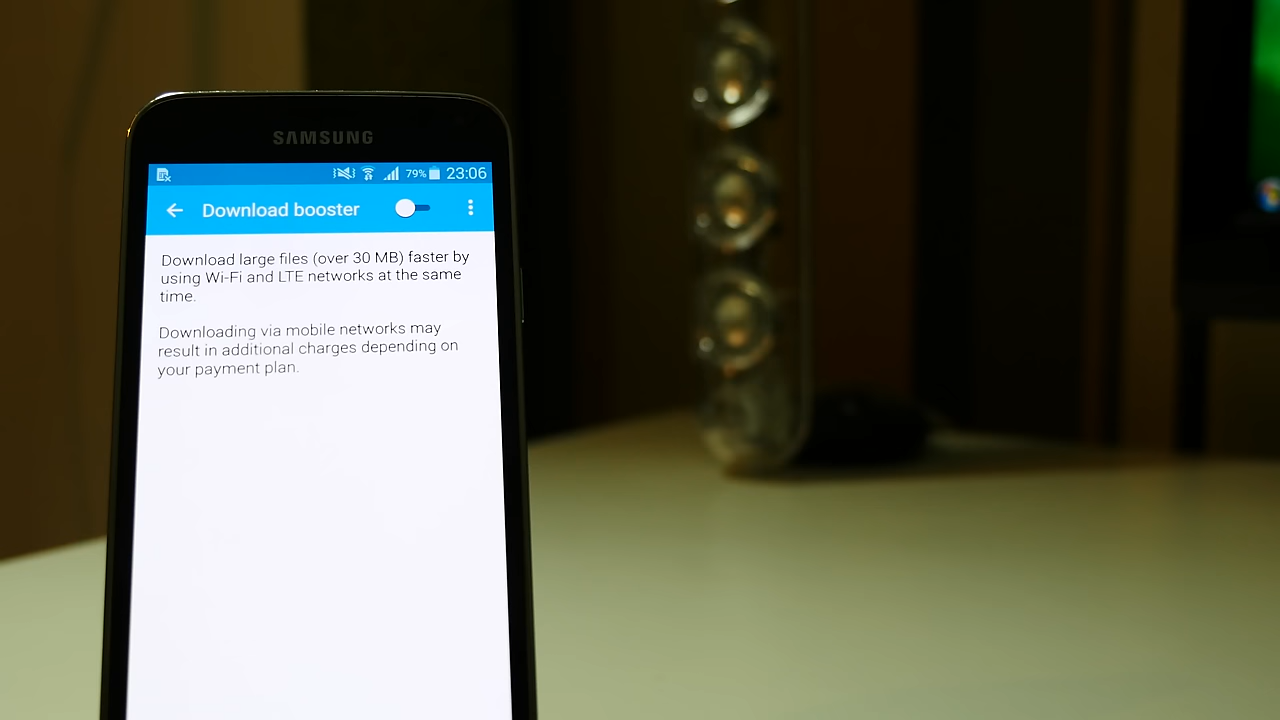 SAMSUNG
79% 23:06
Download booster
Download large files (over 30 MB) faster by
using Wi-Fi and LTE networks at the same
time.
Downloading via mobile networks may
result in additional charges depending on
your payment plan.